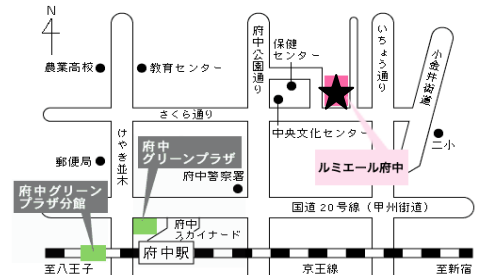 N
4
農業高校
教育センター
府中公園通り
保健
センター
いちょう通り
小金井街道
さくら通り
中央文化センター
二小
けやき並木
府中
グリーンプラザ
ルミエール府中
郵便局
府中警察署
府中グリーン
プラザ分館
国道20号線(甲州街道)
府中
スカイナード
府中駅
至八王子
京王線
至新宿